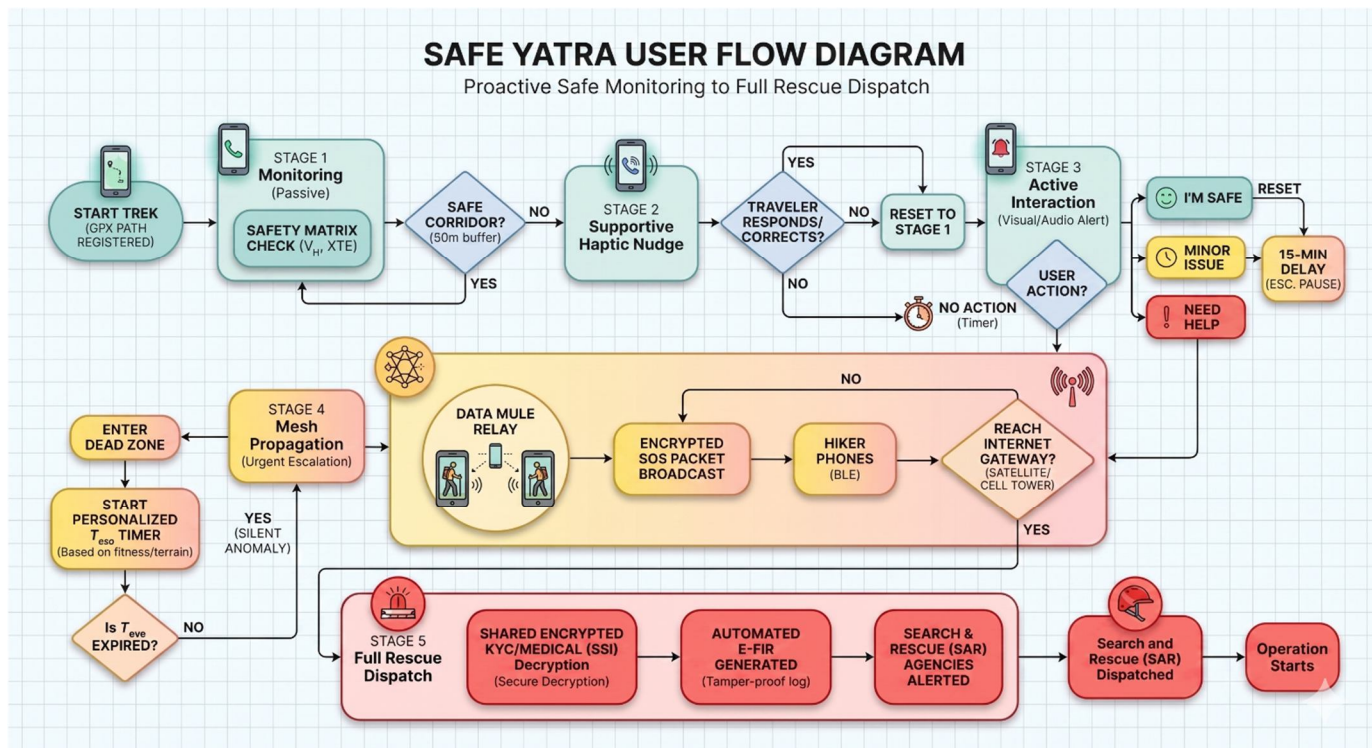 SAFE YATRA USER FLOW DIAGRAM
Proactive Safe Monitoring to Full Rescue Dispatch
START TREK
(GPX PATH
REGISTERED)
STAGE 1
Monitoring
(Passive)
SAFETY MATRIX
CHECK (V_H, XTE)
SAFE
CORRIDOR?
(50m buffer)
NO
YES
STAGE 2
Supportive
Haptic Nudge
YES
TRAVELER
RESPONDS/
CORRECTS?
NO
NO
RESET TO
STAGE 1
NO ACTION
(Timer)
STAGE 3
Active
Interaction
(Visual/Audio Alert)
USER
ACTION?
I'M SAFE
RESET
MINOR
ISSUE
15-MIN
DELAY
(ESC. PAUSE)
NEED
HELP
STAGE 4
Mesh
Propagation
(Urgent Escalation)
ENTER
DEAD ZONE
START
PERSONALIZED
T_eso TIMER
(Based on fitness/terrain)
Is T_eve
EXPIRED?
NO
YES
(SILENT
ANOMALY)
DATA MULE
RELAY
ENCRYPTED
SOS PACKET
BROADCAST
HIKER
PHONES
(BLE)
NO
REACH
INTERNET
GATEWAY?
(SATELLITE/
CELL TOWER)
YES
STAGE 5
Full Rescue
Dispatch
SHARED ENCRYPTED
KYC/MEDICAL (SSI)
Decryption
(Secure Decryption)
AUTOMATED
E-FIR
GENERATED
(Tamper-proof log)
SEARCH &
RESCUE (SAR)
AGENCIES
ALERTED
Search and
Rescue (SAR)
Dispatched
Operation
Starts